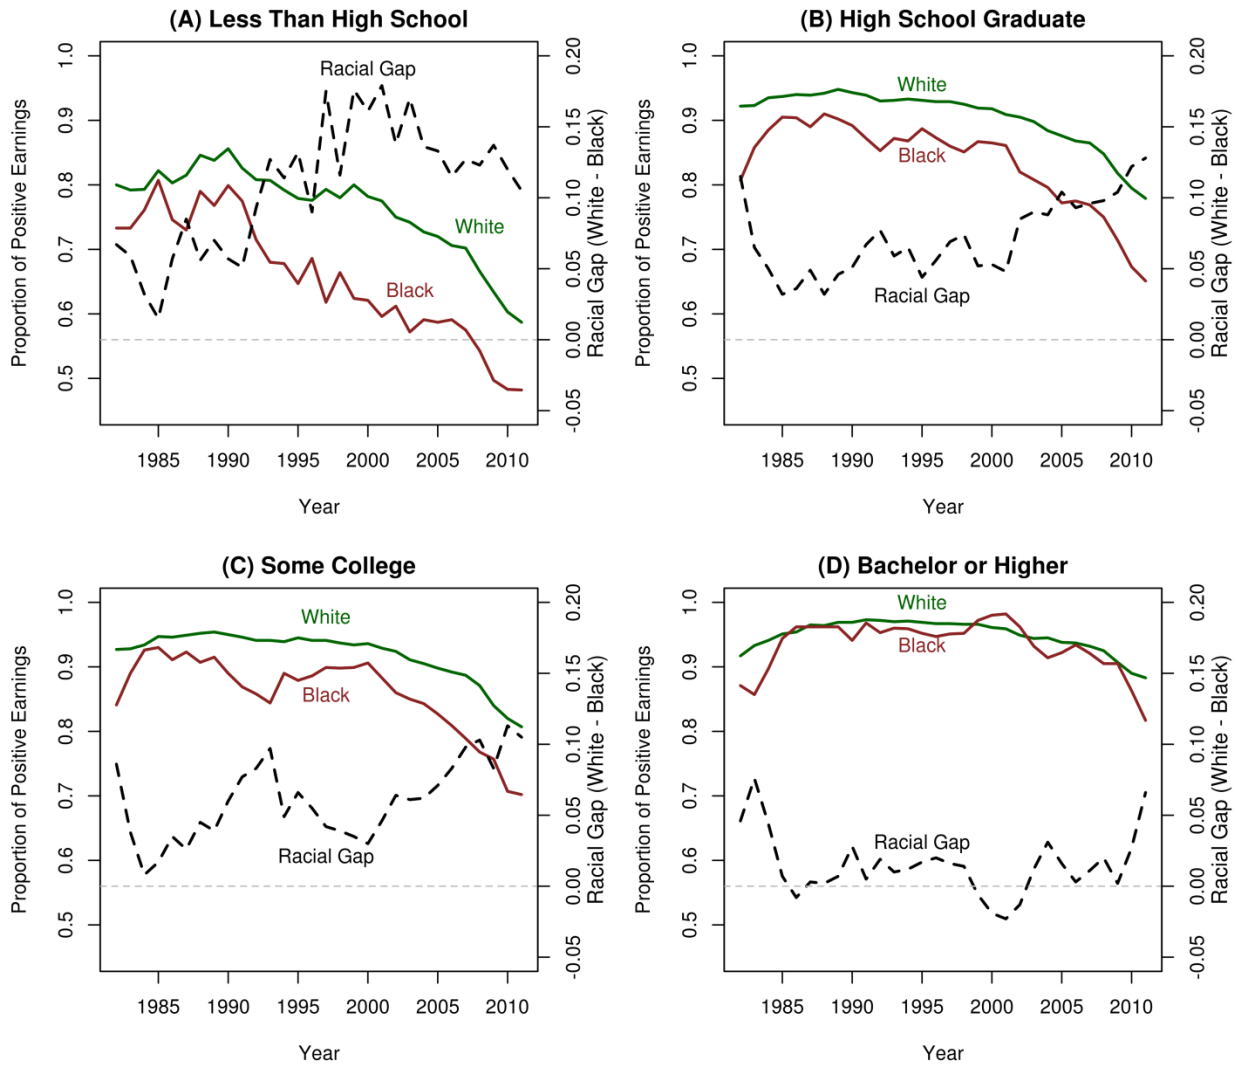 (A) Less Than High School
Proportion of Positive Earnings
1.0
0.9
0.8
0.7
0.6
0.5
Racial Gap
White
Black
0.20
0.15
0.10
0.05
0.00
-0.05
Racial Gap (White - Black)
1985 1990 1995 2000 2005 2010
Year
(B) High School Graduate
Proportion of Positive Earnings
1.0
0.9
0.8
0.7
0.6
0.5
White
Black
Racial Gap
0.20
0.15
0.10
0.05
0.00
-0.05
Racial Gap (White - Black)
1985 1990 1995 2000 2005 2010
Year
(C) Some College
Proportion of Positive Earnings
1.0
0.9
0.8
0.7
0.6
0.5
White
Black
Racial Gap
0.20
0.15
0.10
0.05
0.00
-0.05
Racial Gap (White - Black)
1985 1990 1995 2000 2005 2010
Year
(D) Bachelor or Higher
Proportion of Positive Earnings
1.0
0.9
0.8
0.7
0.6
0.5
White
Black
Racial Gap
0.20
0.15
0.10
0.05
0.00
-0.05
Racial Gap (White - Black)
1985 1990 1995 2000 2005 2010
Year